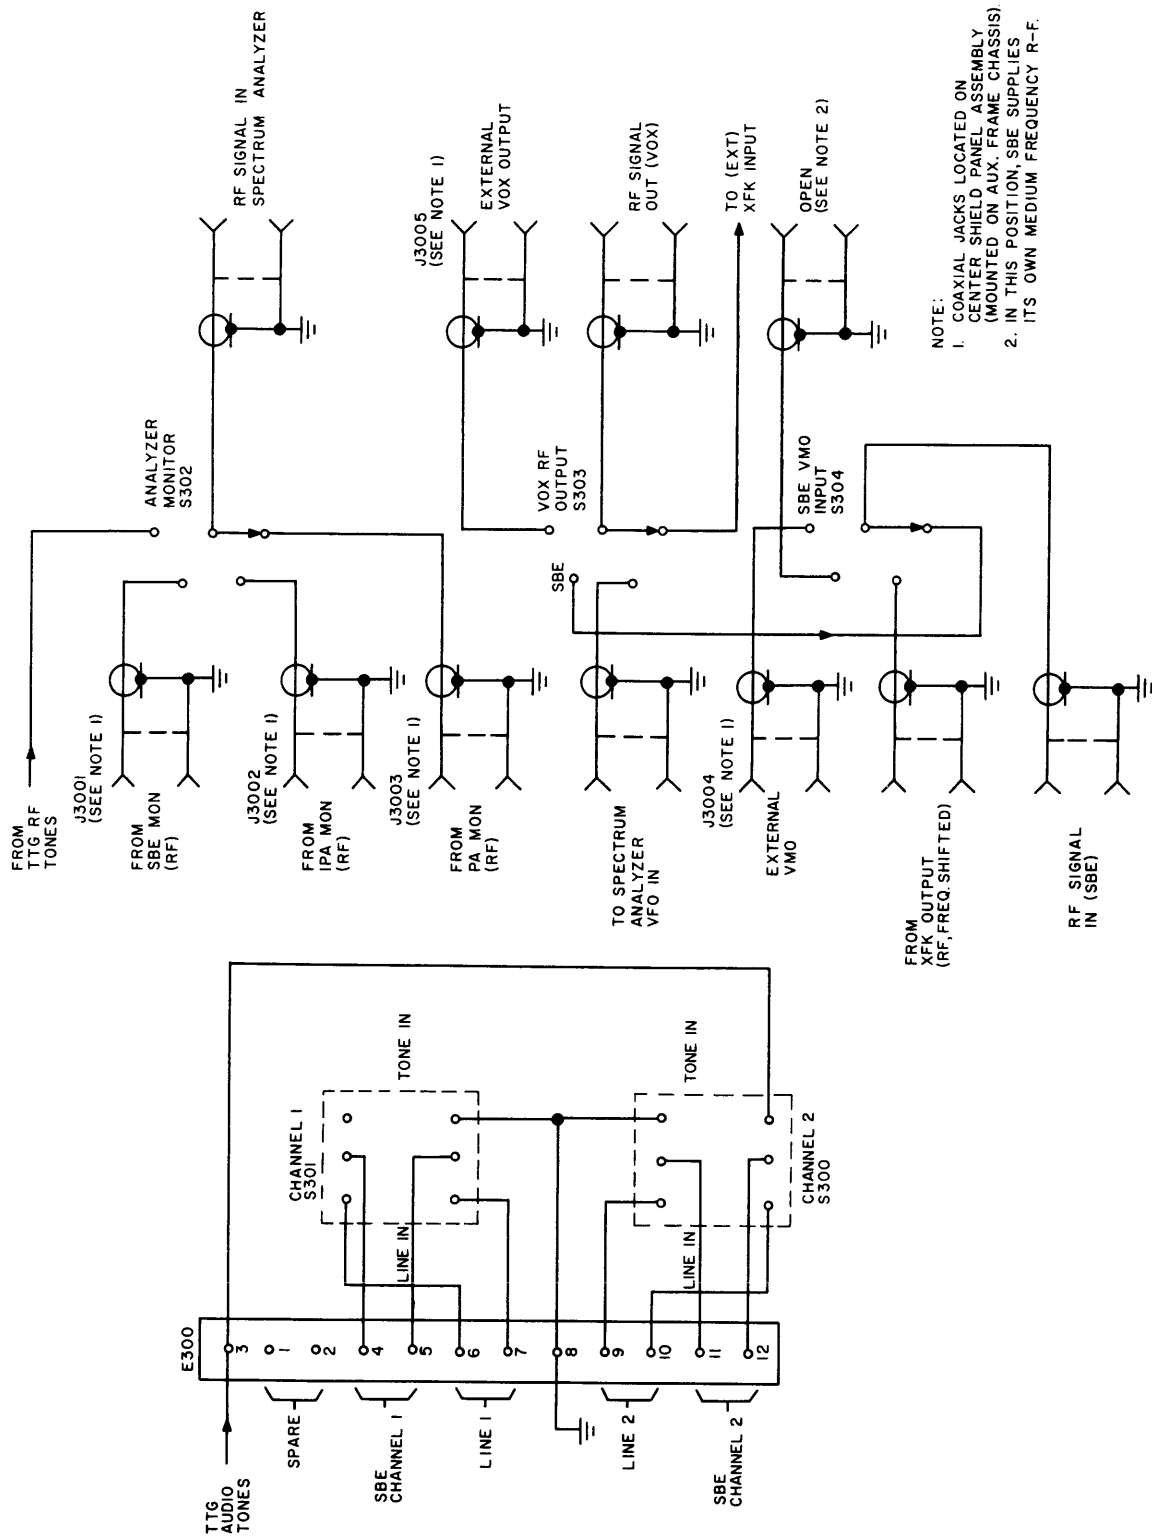 TTG
AUDIO
TONES
E300
3
1
2
4
5
6
7
8
9
10
11
12
SPARE
SBE
CHANNEL 1
LINE 1
LINE 2
SBE
CHANNEL 2
CHANNEL 1
S301
LINE IN
TONE IN
LINE IN
TONE IN
CHANNEL 2
S300
FROM
TTG RF
TONES
J3001
(SEE NOTE 1)
FROM
SBE MON
(RF)
J3002
(SEE NOTE 1)
FROM
IPA MON
(RF)
J3003
(SEE NOTE 1)
FROM
PA MON
(RF)
TO SPECTRUM
ANALYZER
VFO IN
J3004
(SEE NOTE 1)
EXTERNAL
VMO
FROM
XFK OUTPUT
(RF, FREQ. SHIFTED)
RF SIGNAL
IN (SBE)
ANALYZER
MONITOR
S302
SBE
VOX RF
OUTPUT
S303
SBE VMO
INPUT
S304
RF SIGNAL IN
SPECTRUM ANALYZER
J3005
(SEE NOTE 1)
EXTERNAL
VOX OUTPUT
RF SIGNAL
OUT (VOX)
TO (EXT)
XFK INPUT
OPEN
(SEE NOTE 2)
NOTE:
1. COAXIAL JACKS LOCATED ON
CENTER SHIELD PANEL ASSEMBLY
(MOUNTED ON AUX. FRAME CHASSIS).
2. IN THIS POSITION, SBE SUPPLIES
ITS OWN MEDIUM FREQUENCY R-F.